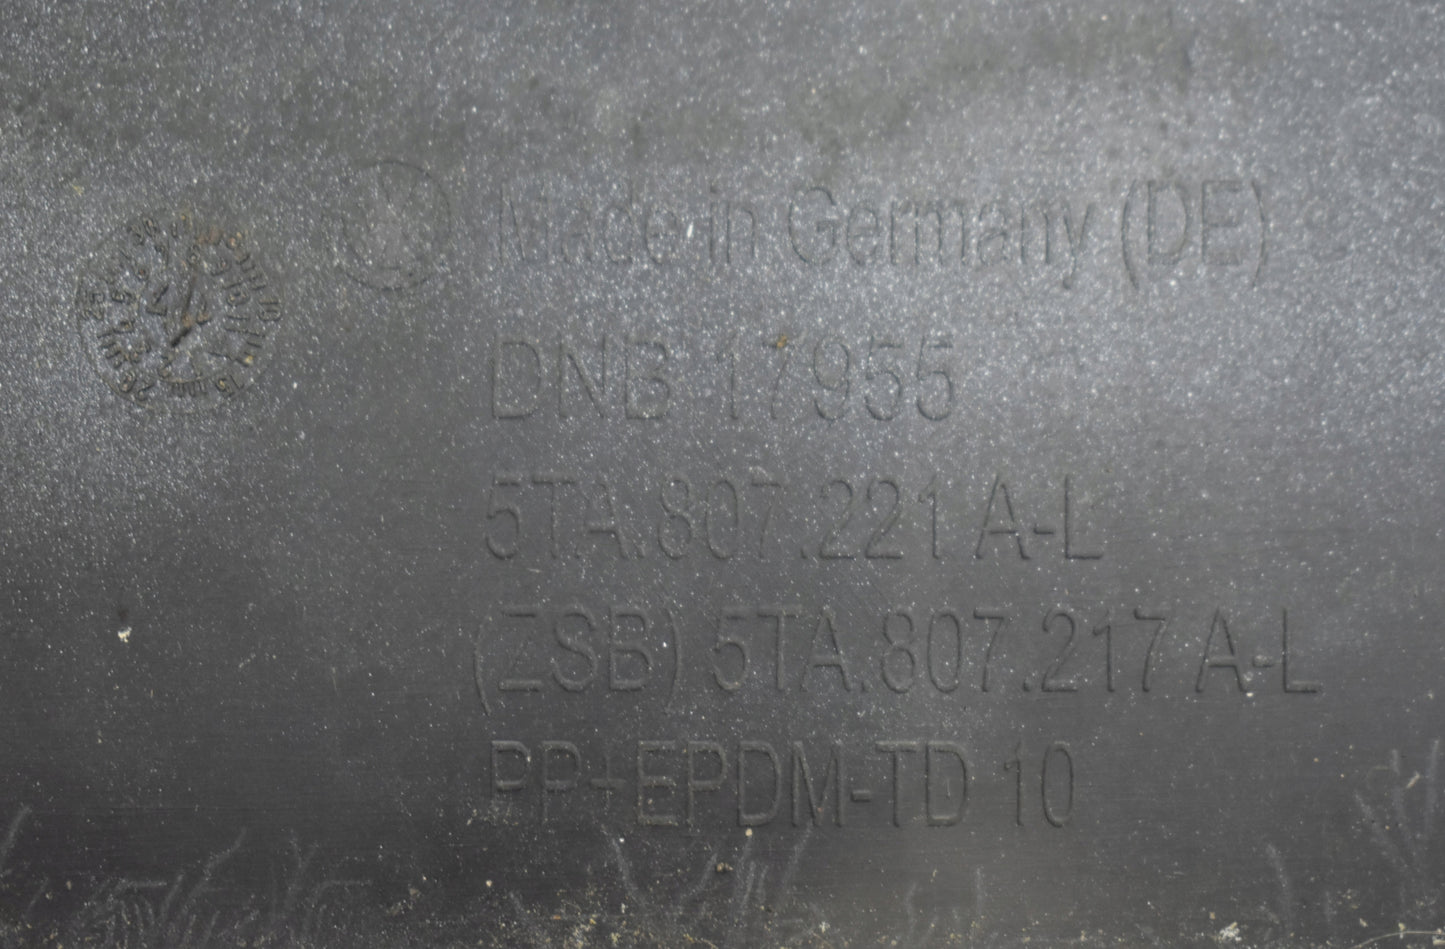 Made in Germany (DE)
DNB 17955
5TA.807.221 A-L
(ZSB) 5TA.807.217 A-L
PP+EPDM-TD 10